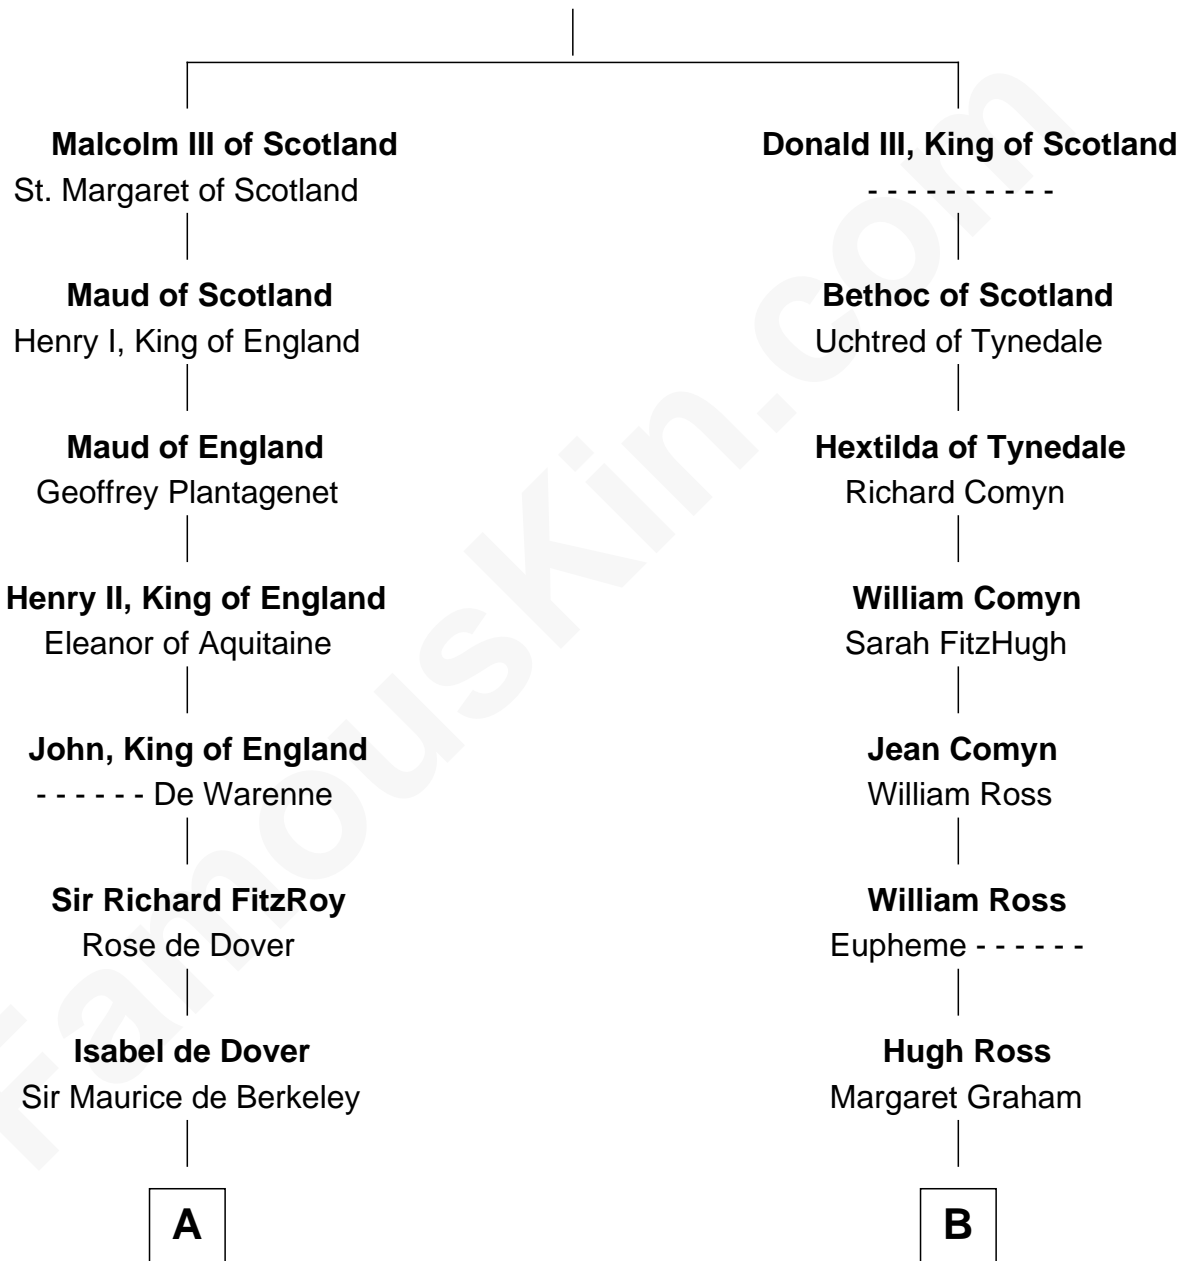 Malcolm III of Scotland
St. Margaret of Scotland
Maud of Scotland
Henry I, King of England
Maud of England
Geoffrey Plantagenet
Henry II, King of England
Eleanor of Aquitaine
John, King of England
- - - - - - De Warenne
Sir Richard FitzRoy
Rose de Dover
Isabel de Dover
Sir Maurice de Berkeley
A
Donald III, King of Scotland
- - - - - - - - - -
Bethoc of Scotland
Uchtred of Tynedale
Hextilda of Tynedale
Richard Comyn
William Comyn
Sarah FitzHugh
Jean Comyn
William Ross
William Ross
Eupheme - - - - - -
Hugh Ross
Margaret Graham
B
FamousKin.com